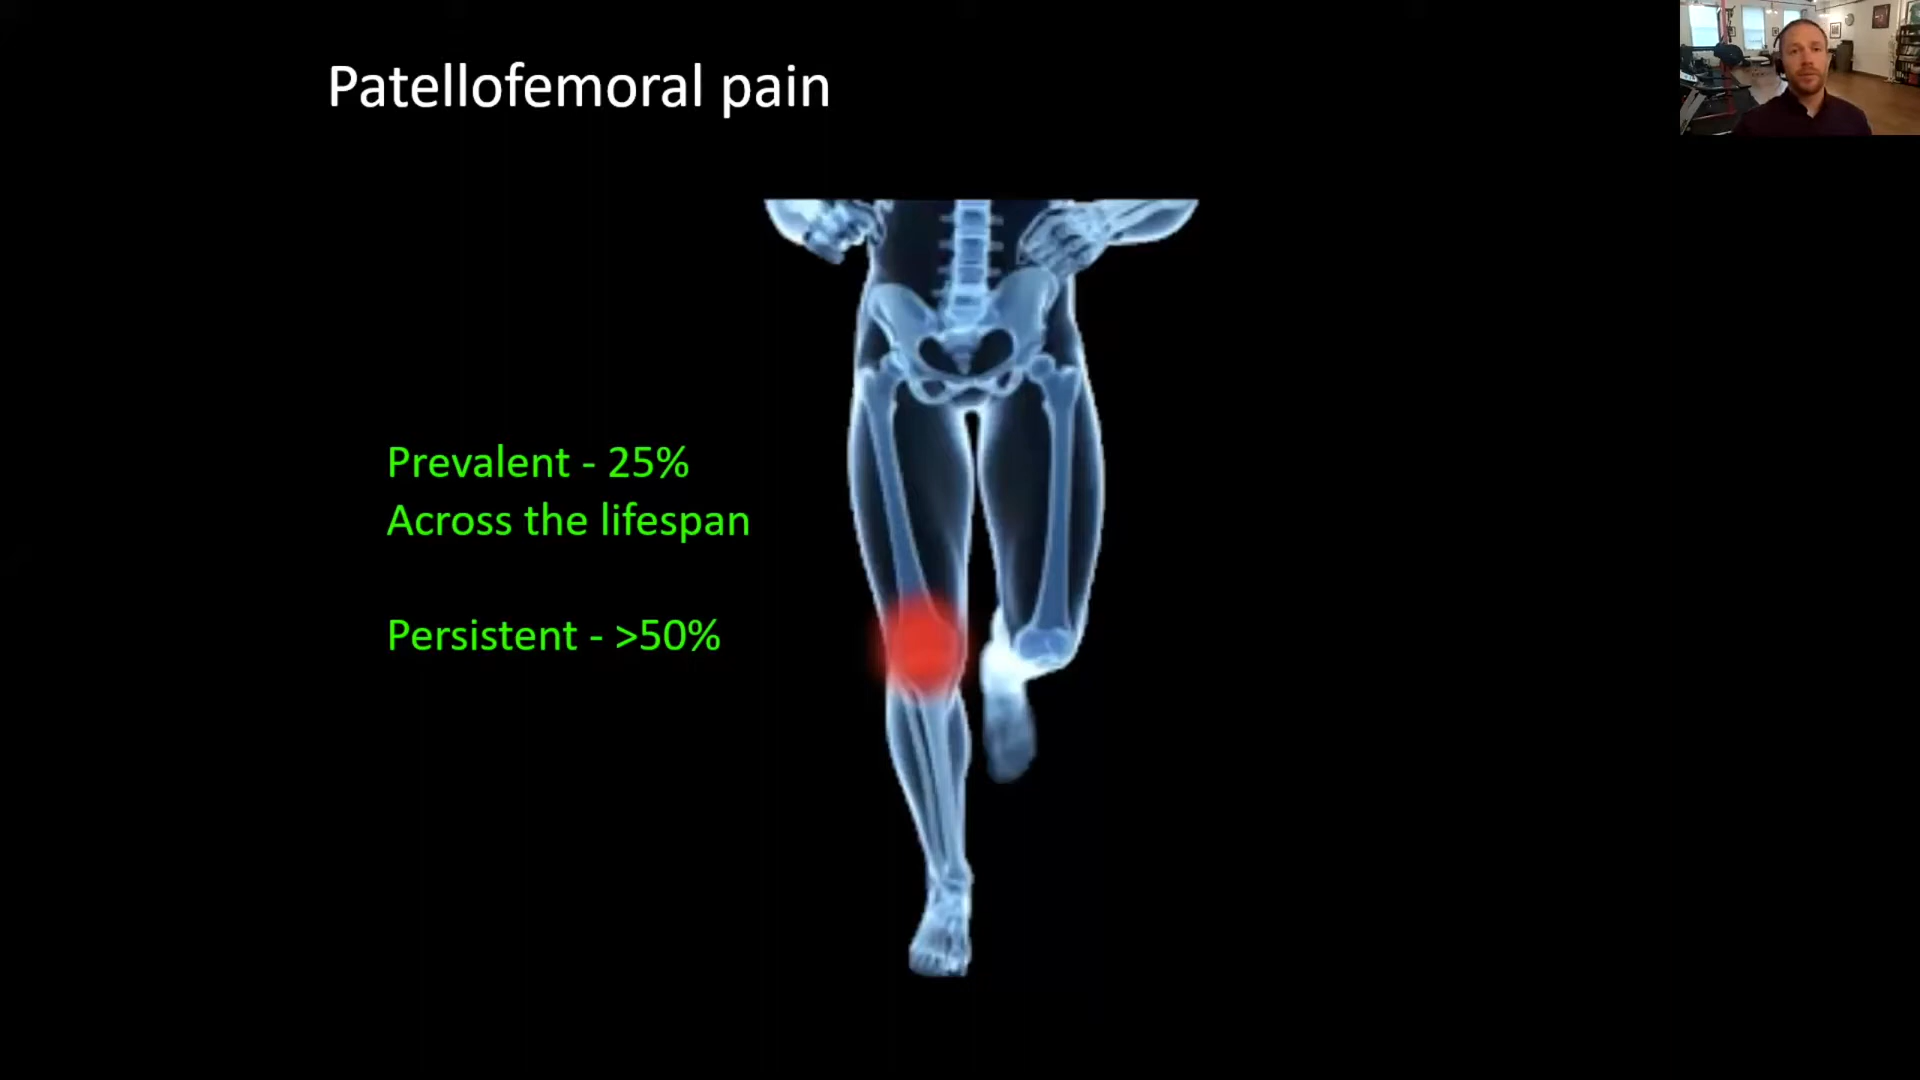 Patellofemoral pain
Prevalent - 25%
Across the lifespan
Persistent - >50%